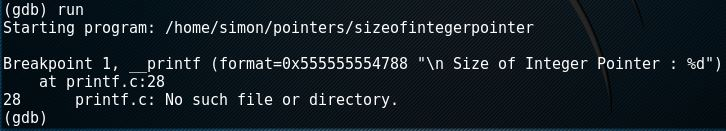 (gdb) run
Starting program: /home/simon/pointers/sizeofintegerpointer

Breakpoint 1, __printf (format=0x555555554788 "\n Size of Integer Pointer : %d")
    at printf.c:28
28      printf.c: No such file or directory.
(gdb)